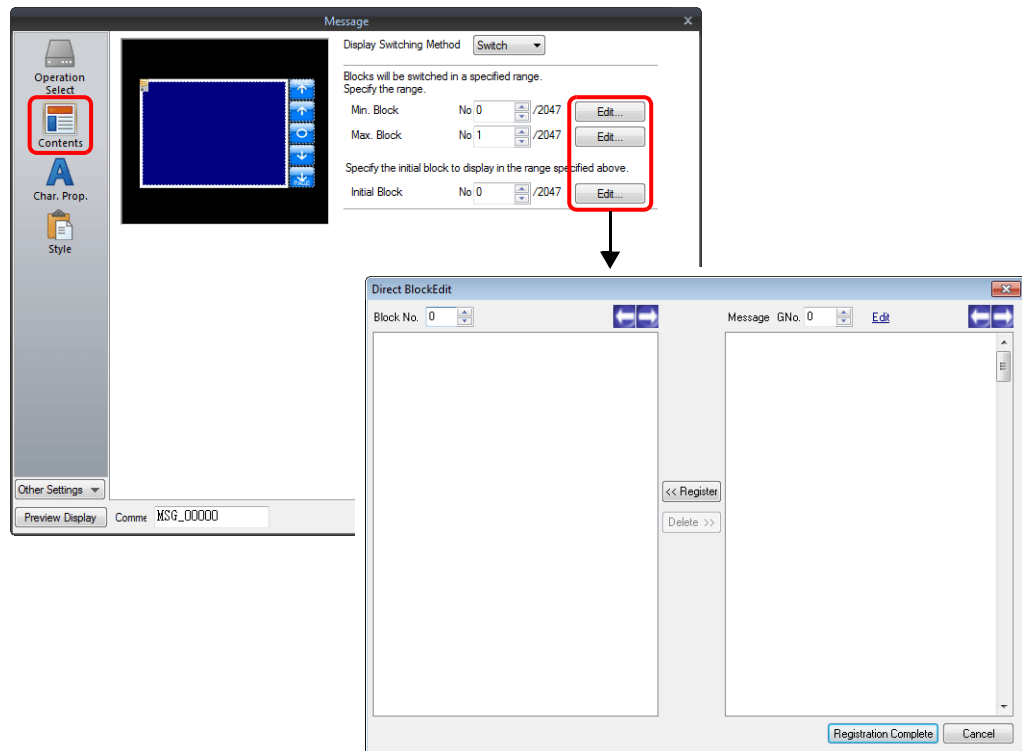 Message
Operation
Select
Contents
Char. Prop.
Style
Other Settings
Preview Display
Display Switching Method Switch
Blocks will be switched in a specified range.
Specify the range.
Min. Block No 0 /2047 Edit...
Max. Block No 1 /2047 Edit...
Specify the initial block to display in the range specified above.
Initial Block No 0 /2047 Edit...
Comme MSG_00000
Direct BlockEdit
Block No. 0
Message GNo. 0 Edit
<< Register
Delete >>
Registration Complete Cancel